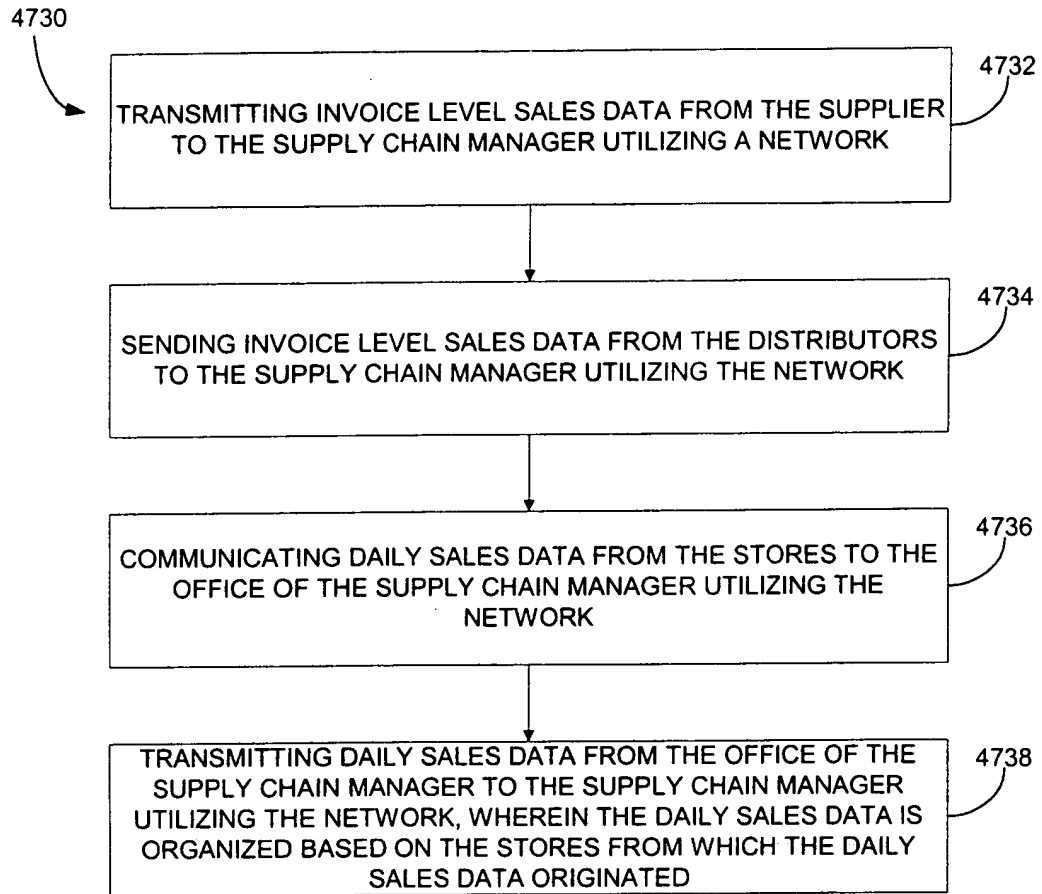 4730
4732
TRANSMITTING INVOICE LEVEL SALES DATA FROM THE SUPPLIER
TO THE SUPPLY CHAIN MANAGER UTILIZING A NETWORK
4734
SENDING INVOICE LEVEL SALES DATA FROM THE DISTRIBUTORS
TO THE SUPPLY CHAIN MANAGER UTILIZING THE NETWORK
4736
COMMUNICATING DAILY SALES DATA FROM THE STORES TO THE
OFFICE OF THE SUPPLY CHAIN MANAGER UTILIZING THE
NETWORK
4738
TRANSMITTING DAILY SALES DATA FROM THE OFFICE OF THE
SUPPLY CHAIN MANAGER TO THE SUPPLY CHAIN MANAGER
UTILIZING THE NETWORK, WHEREIN THE DAILY SALES DATA IS
ORGANIZED BASED ON THE STORES FROM WHICH THE DAILY
SALES DATA ORIGINATED